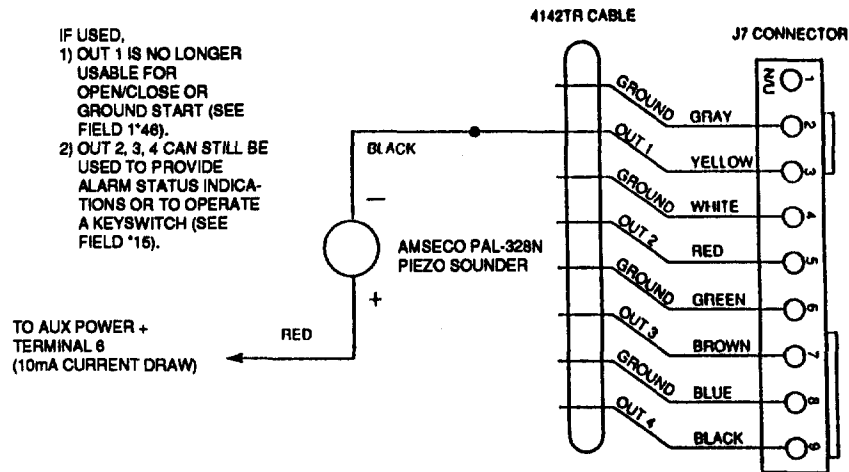 4142TR CABLE
J7 CONNECTOR
IF USED,
1) OUT 1 IS NO LONGER
USABLE FOR
OPEN/CLOSE OR
GROUND START (SEE
FIELD 1*46).
2) OUT 2, 3, 4 CAN STILL BE
USED TO PROVIDE
ALARM STATUS INDICA-
TIONS OR TO OPERATE
A KEYSWITCH (SEE
FIELD *15).
BLACK
−
AMSECO PAL-328N
PIEZO SOUNDER
+
RED
TO AUX POWER +
TERMINAL 6
(10mA CURRENT DRAW)
N/U
1
GROUND
GRAY
2
OUT 1
YELLOW
3
GROUND
WHITE
4
OUT 2
RED
5
GROUND
GREEN
6
OUT 3
BROWN
7
GROUND
BLUE
8
OUT 4
BLACK
9